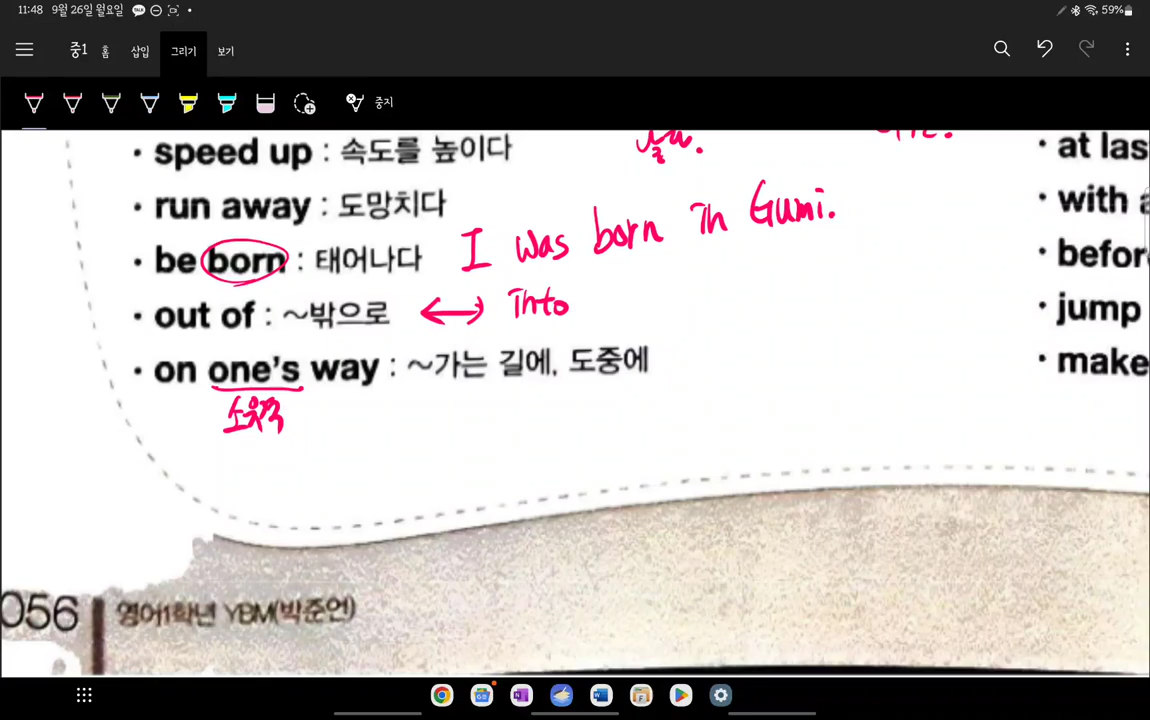 11:48 9월 26일 월요일 TALK 59%
중1 홈 삽입 그리기 보기
중지
· speed up : 속도를 높이다
· run away : 도망치다
· be born : 태어나다 I was born in Gumi.
· out of : ~밖으로 ↔ into
· on one's way : ~가는 길에, 도중에
소유격
· at las
· with a
· befor
· jump
· make
056 영어1학년 YBM(박준언)